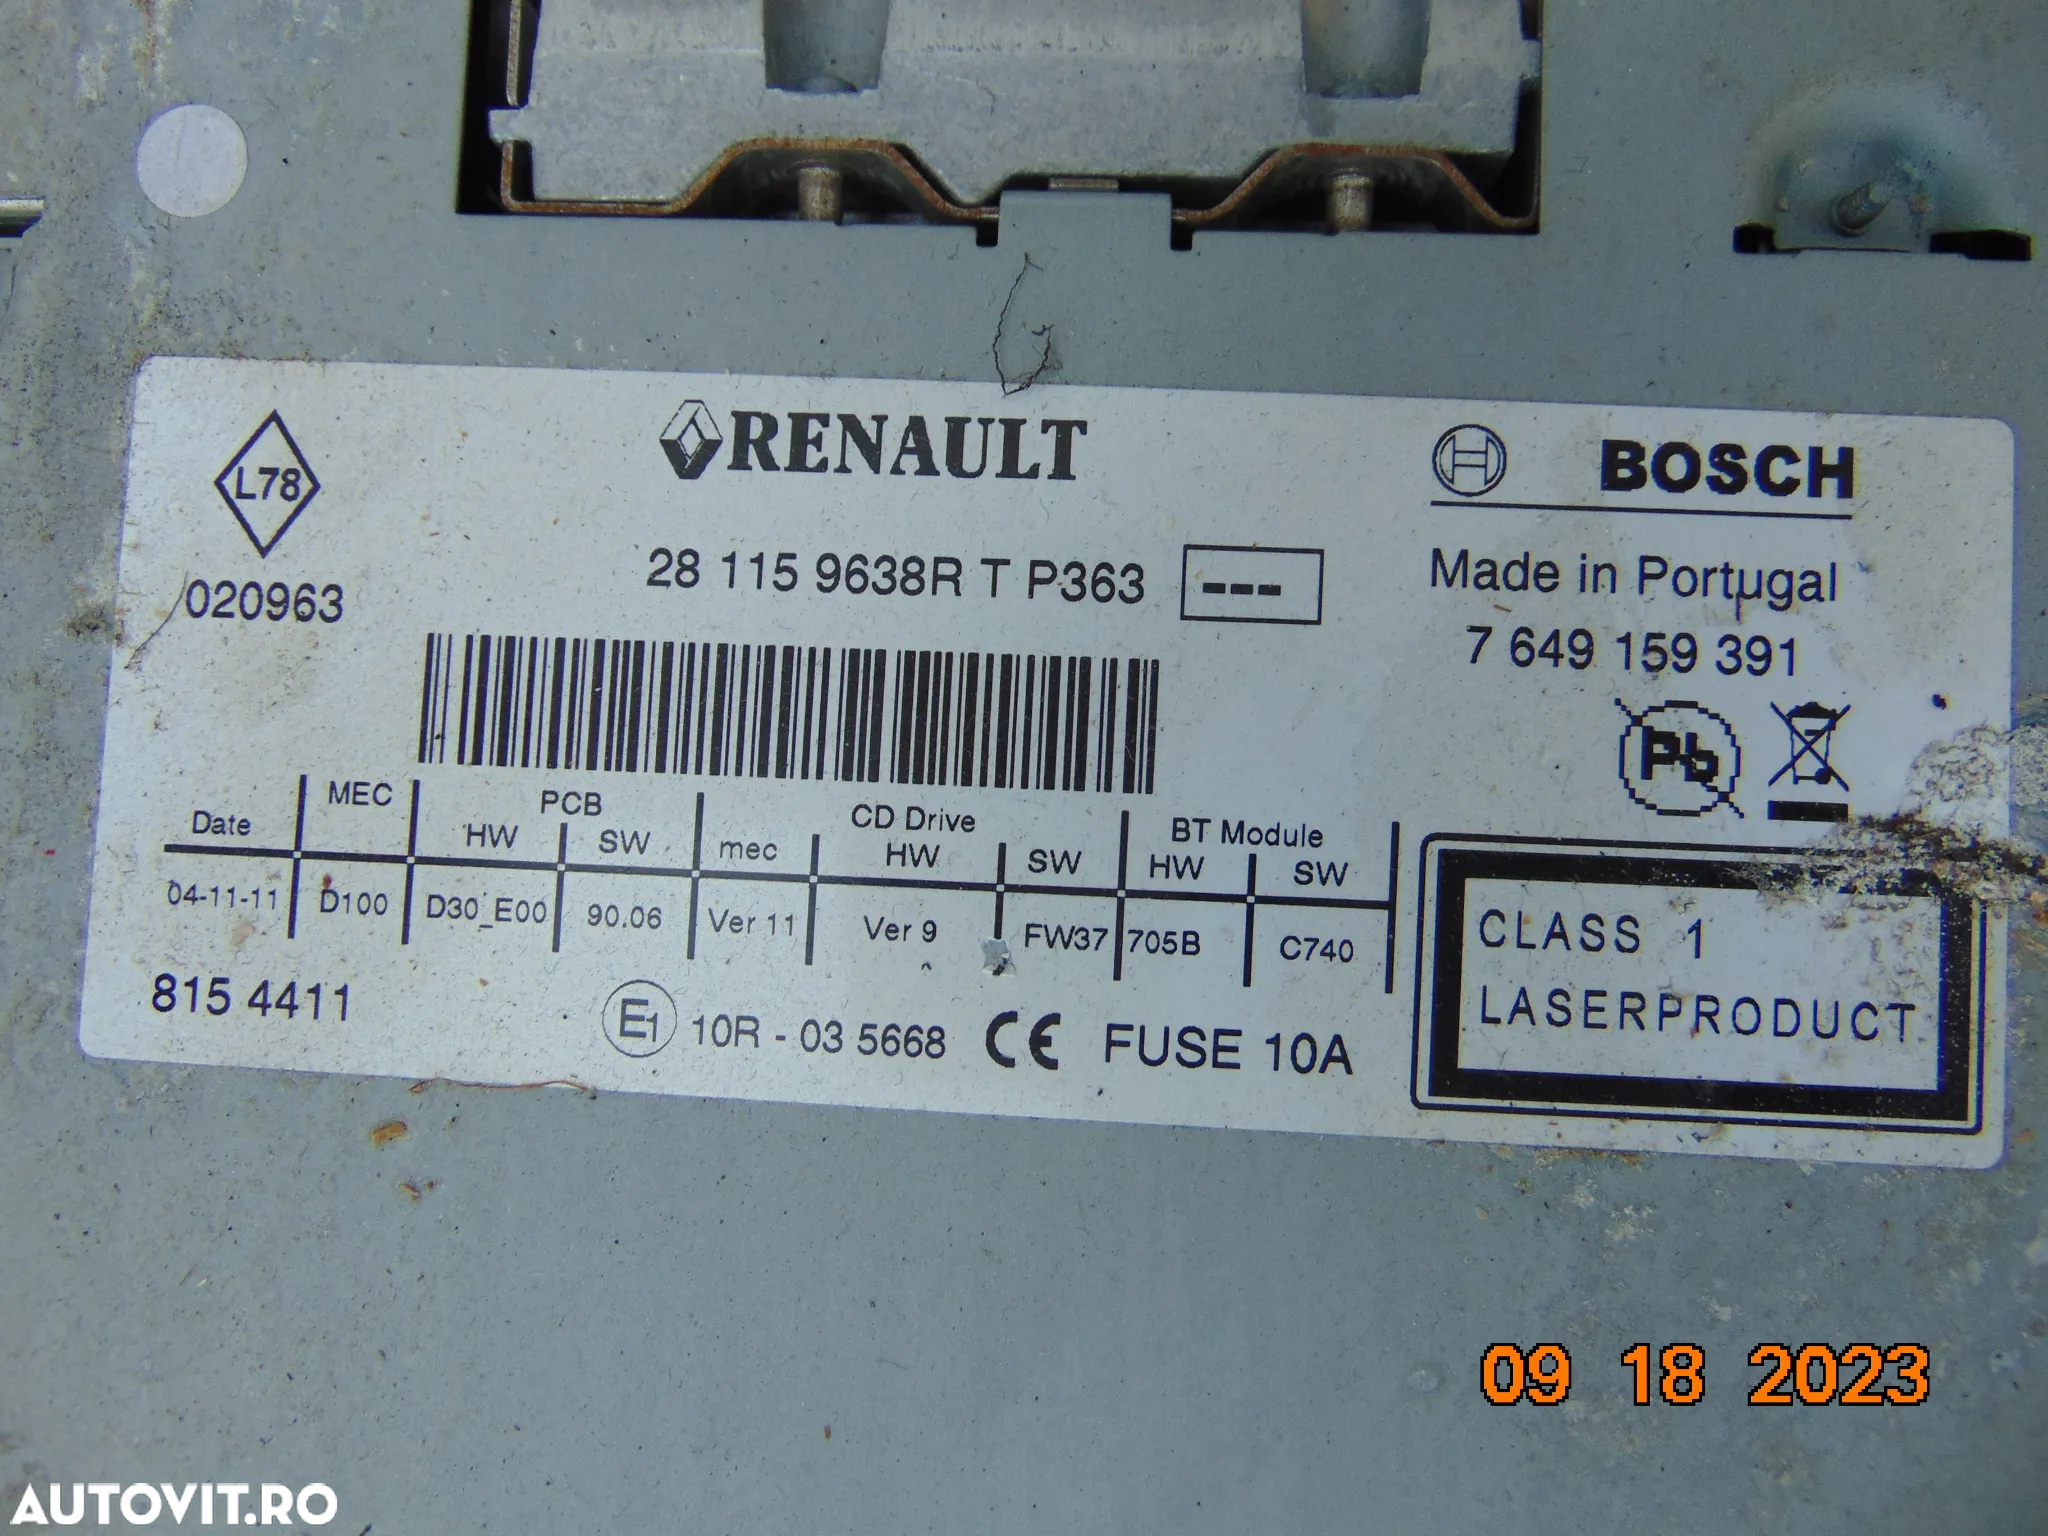 L78
020963
RENAULT
28 115 9638R T P363
---
BOSCH
Made in Portugal
7 649 159 391
Pb
Date MEC PCB CD Drive BT Module
HW SW mec HW SW HW SW
04-11-11 D100 D30_E00 90.06 Ver 11 Ver 9 FW37 705B C740
815 4411
E1 10R - 03 5668 CE FUSE 10A
CLASS 1
LASERPRODUCT
09 18 2023
AUTOVIT.RO